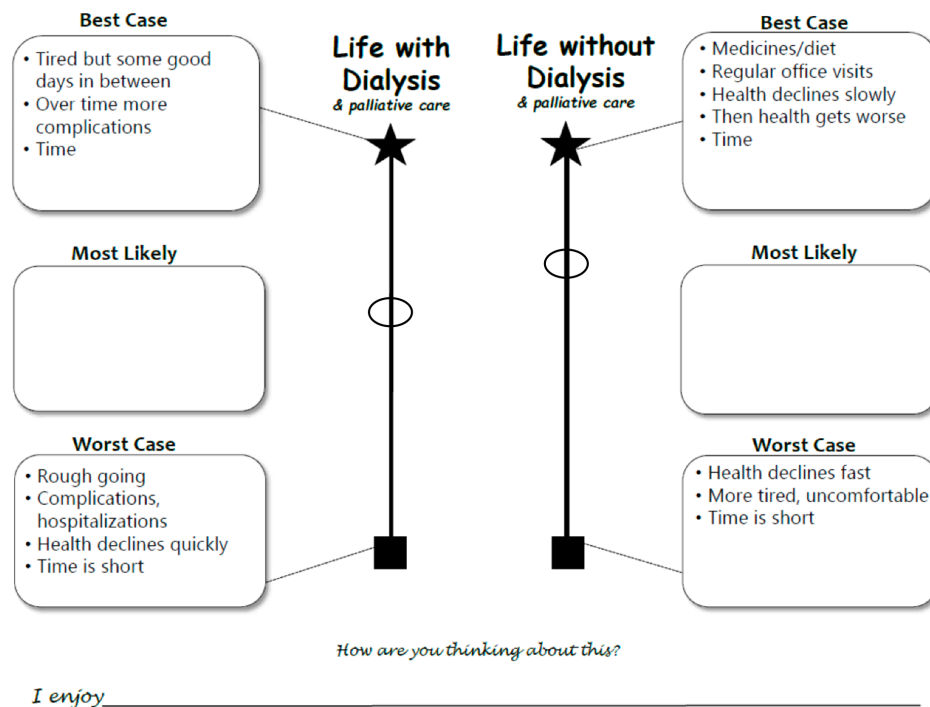 Best Case
• Tired but some good
days in between
• Over time more
complications
• Time
Life with
Dialysis
& palliative care
Life without
Dialysis
& palliative care
Best Case
• Medicines/diet
• Regular office visits
• Health declines slowly
• Then health gets worse
• Time
Most Likely
Most Likely
Worst Case
• Rough going
• Complications,
hospitalizations
• Health declines quickly
• Time is short
Worst Case
• Health declines fast
• More tired, uncomfortable
• Time is short
How are you thinking about this?
I enjoy